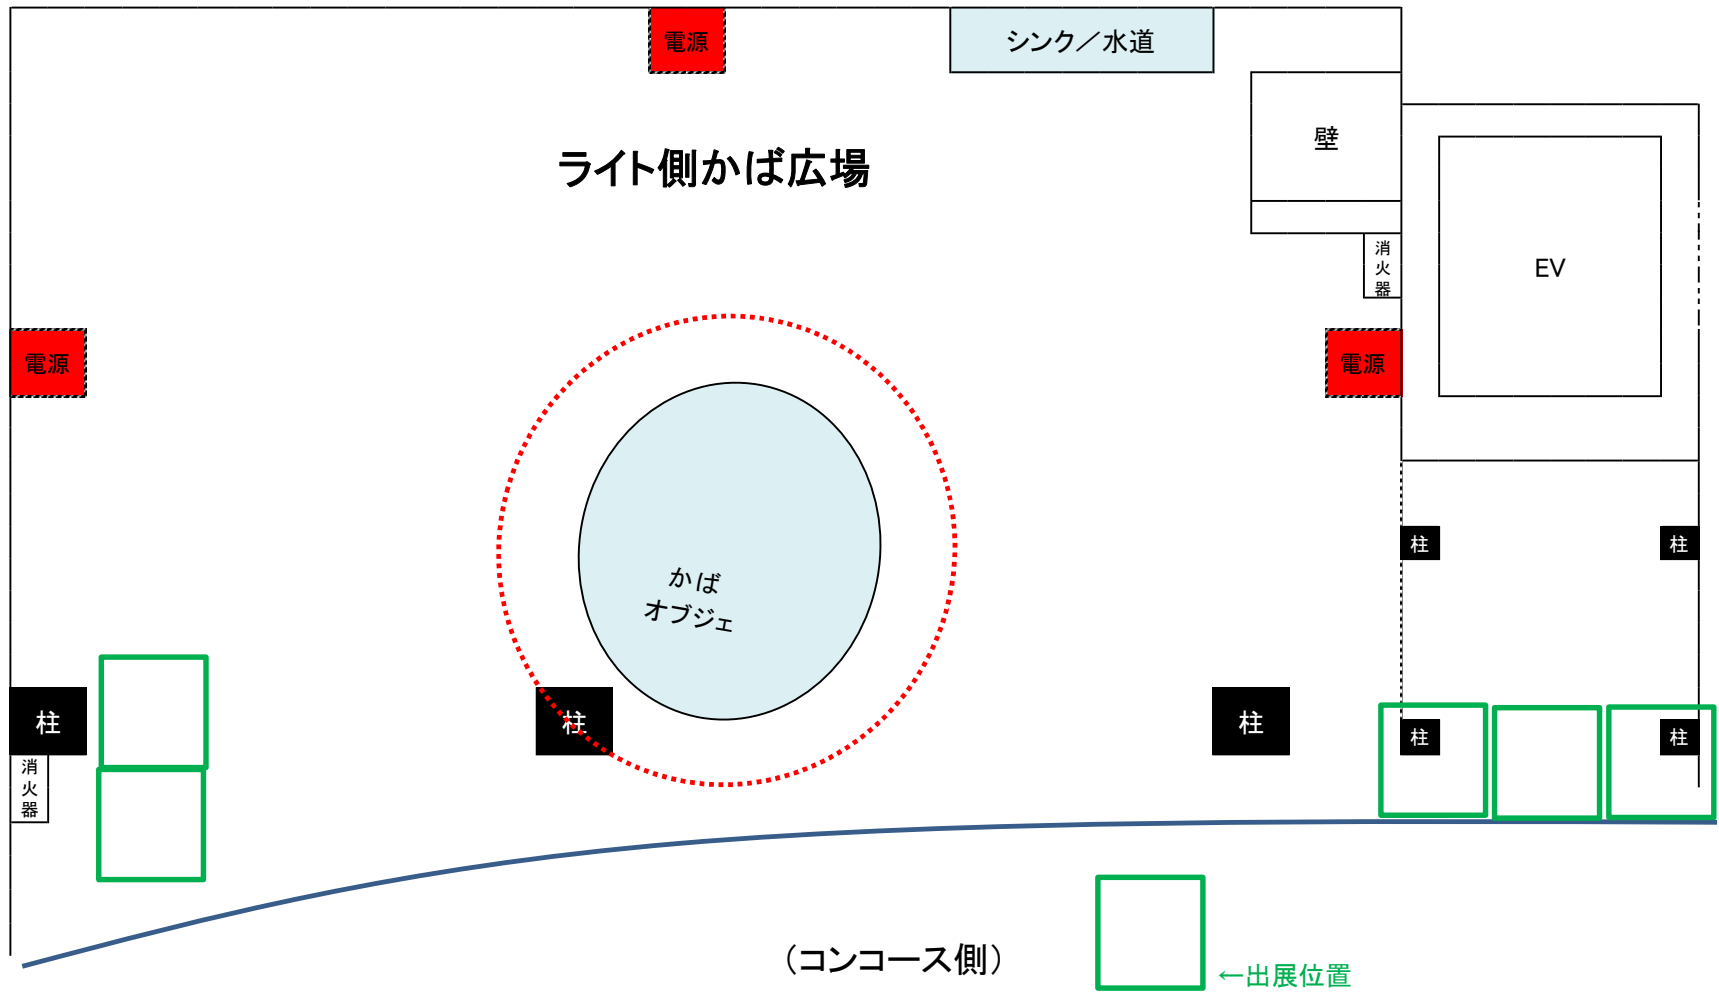 電源
シンク／水道
壁
ライト側かば広場
消火器
EV
電源
電源
かば
オブジェ
柱
柱
柱
柱
柱
柱
柱
消火器
（コンコース側）
←出展位置